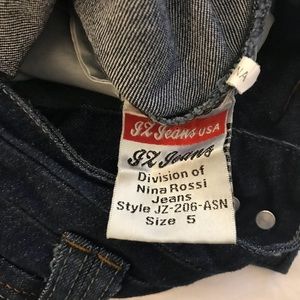 JZ Jeans USA
JZ Jeans
Division of
Nina Rossi
Jeans
Style JZ-206-ASN
Size 5